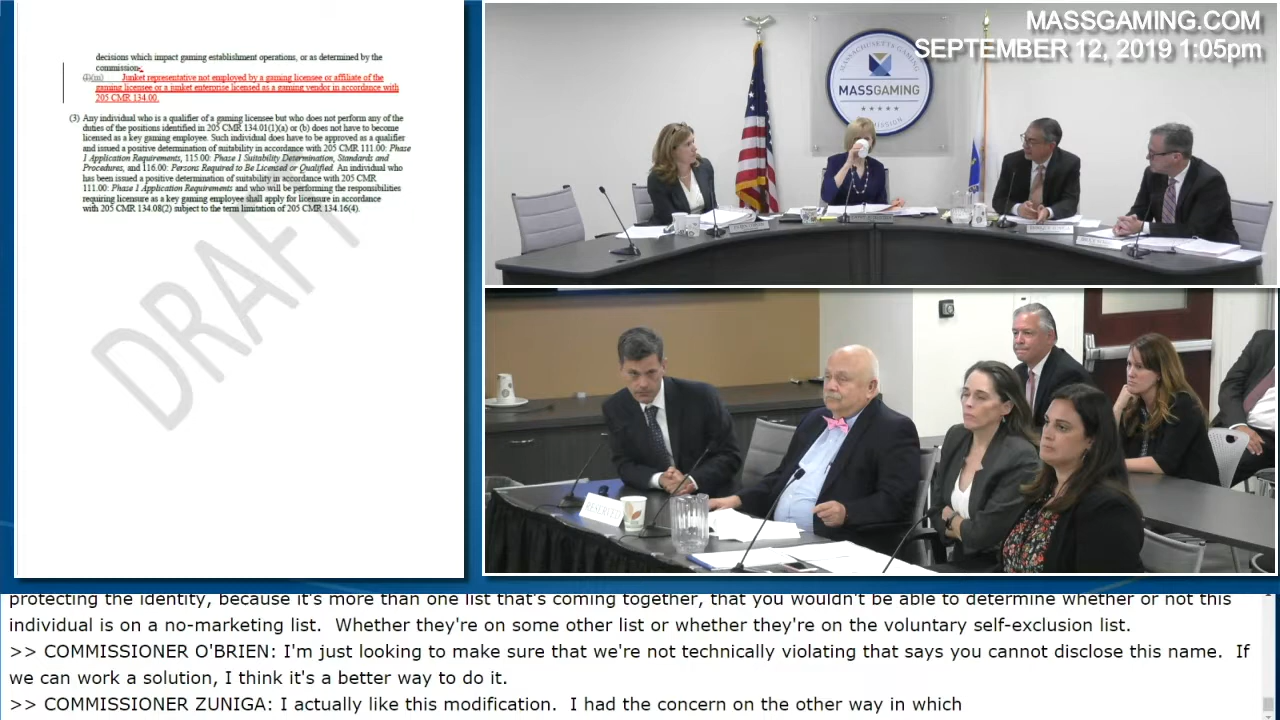 decisions which impact gaming establishment operations, or as determined by the
commission.;
(l)(m) Junket representative not employed by a gaming licensee or affiliate of the
gaming licensee or a junket enterprise licensed as a gaming vendor in accordance with
205 CMR 134.00.
(3) Any individual who is a qualifier of a gaming licensee but who does not perform any of the
duties of the positions identified in 205 CMR 134.01(1)(a) or (b) does not have to become
licensed as a key gaming employee. Such individual does have to be approved as a qualifier
and issued a positive determination of suitability in accordance with 205 CMR 111.00: Phase
1 Application Requirements, 115.00: Phase 1 Suitability Determination, Standards and
Procedures, and 116.00: Persons Required to Be Licensed or Qualified. An individual who
has been issued a positive determination of suitability in accordance with 205 CMR
111.00: Phase 1 Application Requirements and who will be performing the responsibilities
requiring licensure as a key gaming employee shall apply for licensure in accordance
with 205 CMR 134.08(2) subject to the term limitation of 205 CMR 134.16(4).
DRAFT
MASSGAMING.COM
SEPTEMBER 12, 2019 1:05pm
MASSACHUSETTS GAMING
MASSGAMING
RESERVED
protecting the identity, because it's more than one list that's coming together, that you wouldn't be able to determine whether or not this
individual is on a no-marketing list. Whether they're on some other list or whether they're on the voluntary self-exclusion list.
>> COMMISSIONER O'BRIEN: I'm just looking to make sure that we're not technically violating that says you cannot disclose this name. If
we can work a solution, I think it's a better way to do it.
>> COMMISSIONER ZUNIGA: I actually like this modification. I had the concern on the other way in which